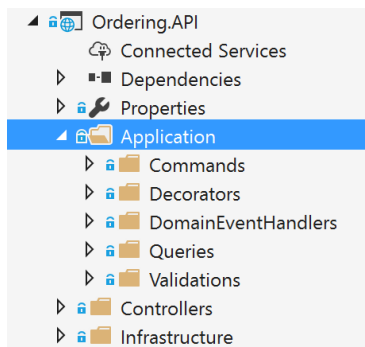 Ordering.API
Connected Services
Dependencies
Properties
Application
Commands
Decorators
DomainEventHandlers
Queries
Validations
Controllers
Infrastructure